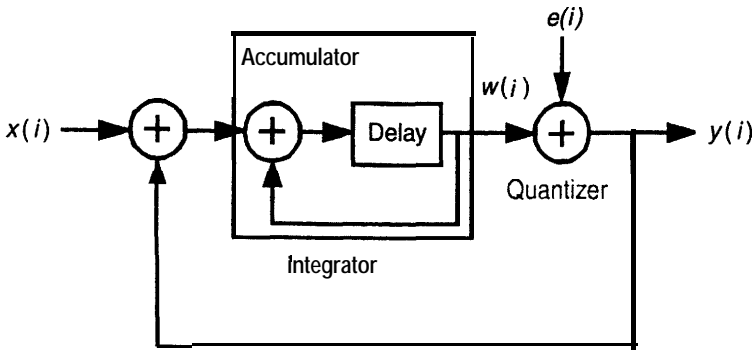 e(i)
Accumulator
w(i)
x(i)
+
+
Delay
+
y(i)
Quantizer
Integrator